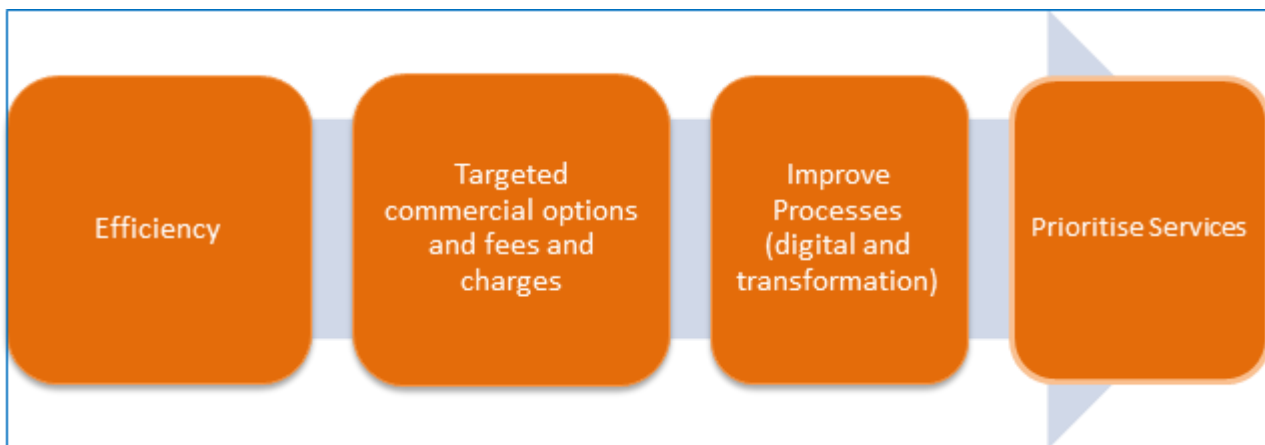 Efficiency
Targeted
commercial options
and fees and
charges
Improve
Processes
(digital and
transformation)
Prioritise Services